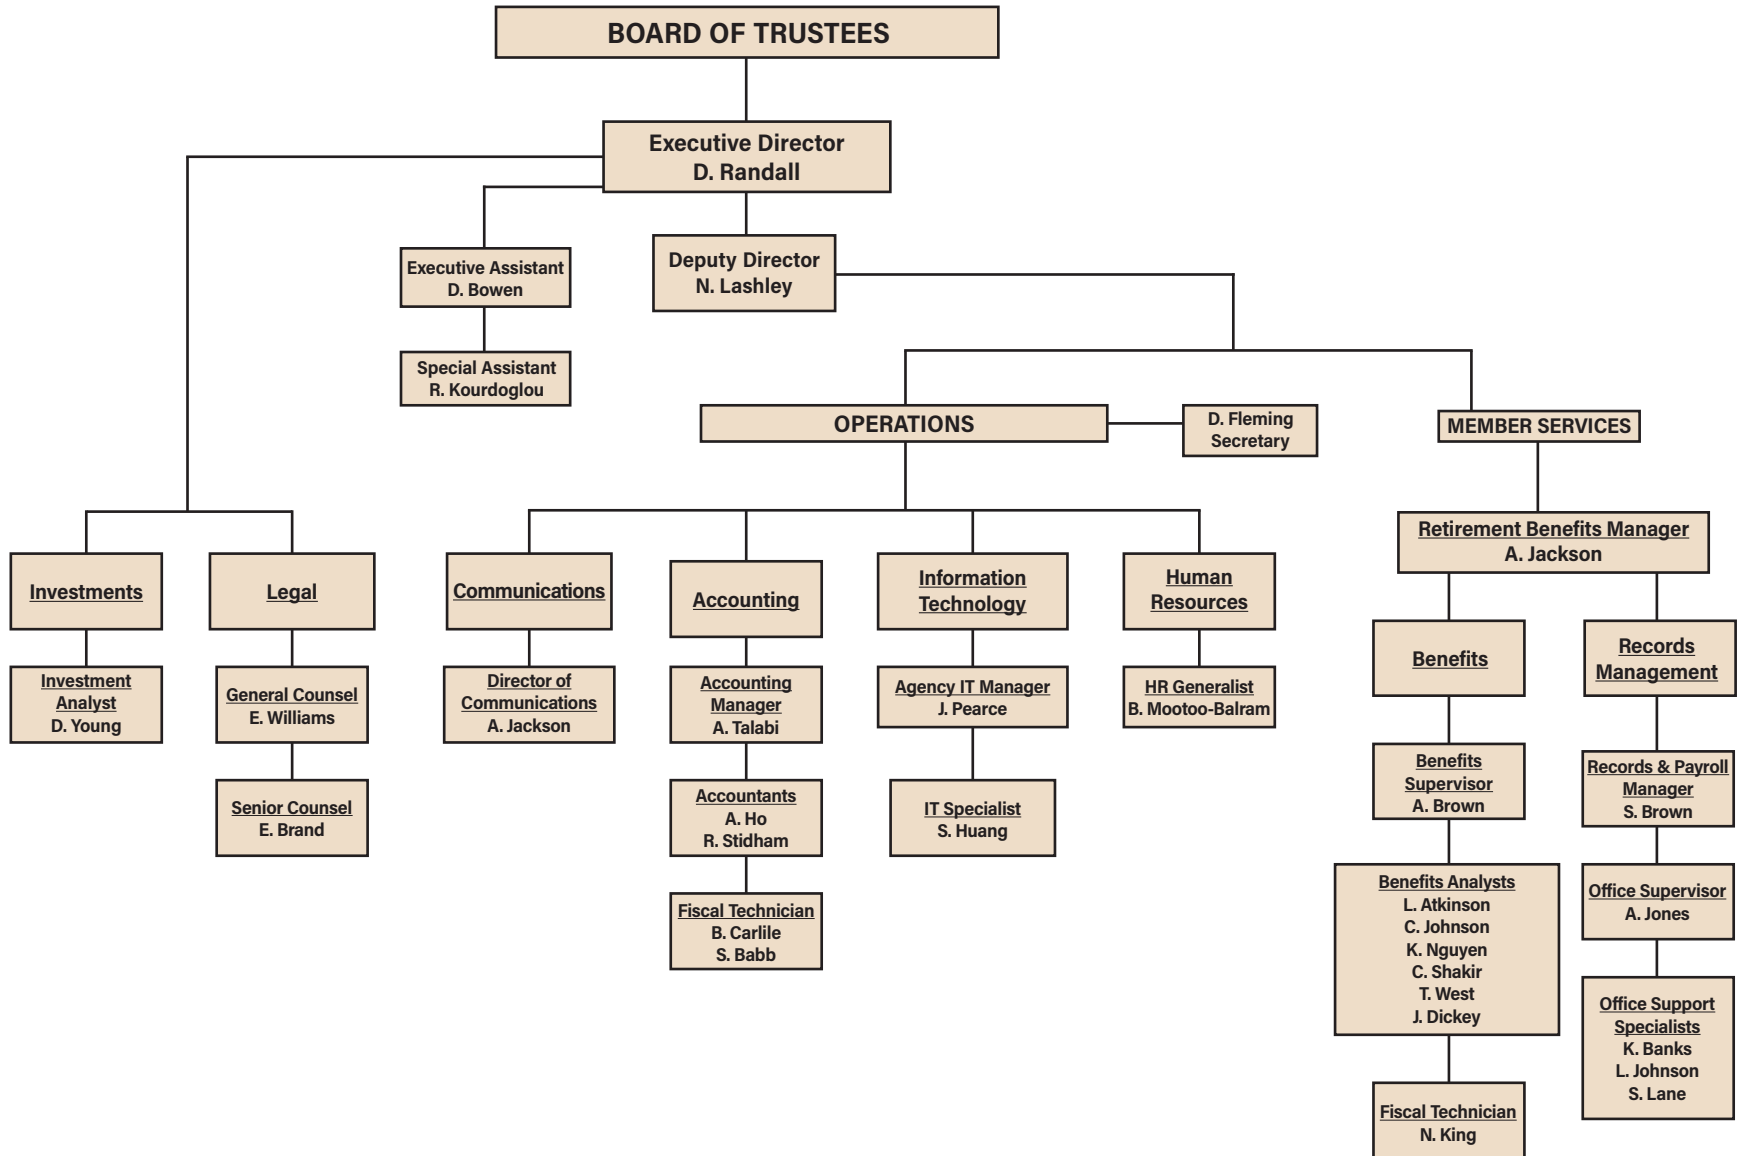 BOARD OF TRUSTEES
Executive Director
D. Randall
Executive Assistant
D. Bowen
Deputy Director
N. Lashley
Special Assistant
R. Kourdoglou
OPERATIONS
D. Fleming
Secretary
MEMBER SERVICES
Investments
Investment
Analyst
D. Young
Legal
General Counsel
E. Williams
Senior Counsel
E. Brand
Communications
Director of
Communications
A. Jackson
Accounting
Accounting
Manager
A. Talabi
Accountants
A. Ho
R. Stidham
Fiscal Technician
B. Carlile
S. Babb
Information
Technology
Agency IT Manager
J. Pearce
IT Specialist
S. Huang
Human
Resources
HR Generalist
B. Mootoo-Balram
Retirement Benefits Manager
A. Jackson
Benefits
Benefits
Supervisor
A. Brown
Benefits Analysts
L. Atkinson
C. Johnson
K. Nguyen
C. Shakir
T. West
J. Dickey
Fiscal Technician
N. King
Records
Management
Records & Payroll
Manager
S. Brown
Office Supervisor
A. Jones
Office Support
Specialists
K. Banks
L. Johnson
S. Lane